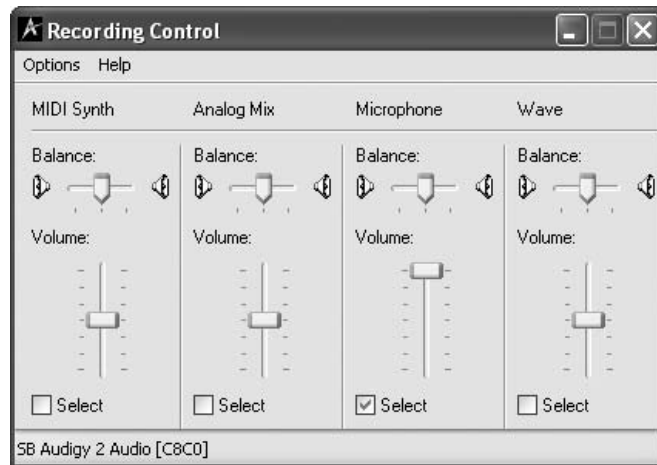 Recording Control
Options Help
MIDI Synth Analog Mix Microphone Wave
Balance: Balance: Balance: Balance:
Volume: Volume: Volume: Volume:
Select Select Select Select
SB Audigy 2 Audio [C8C0]